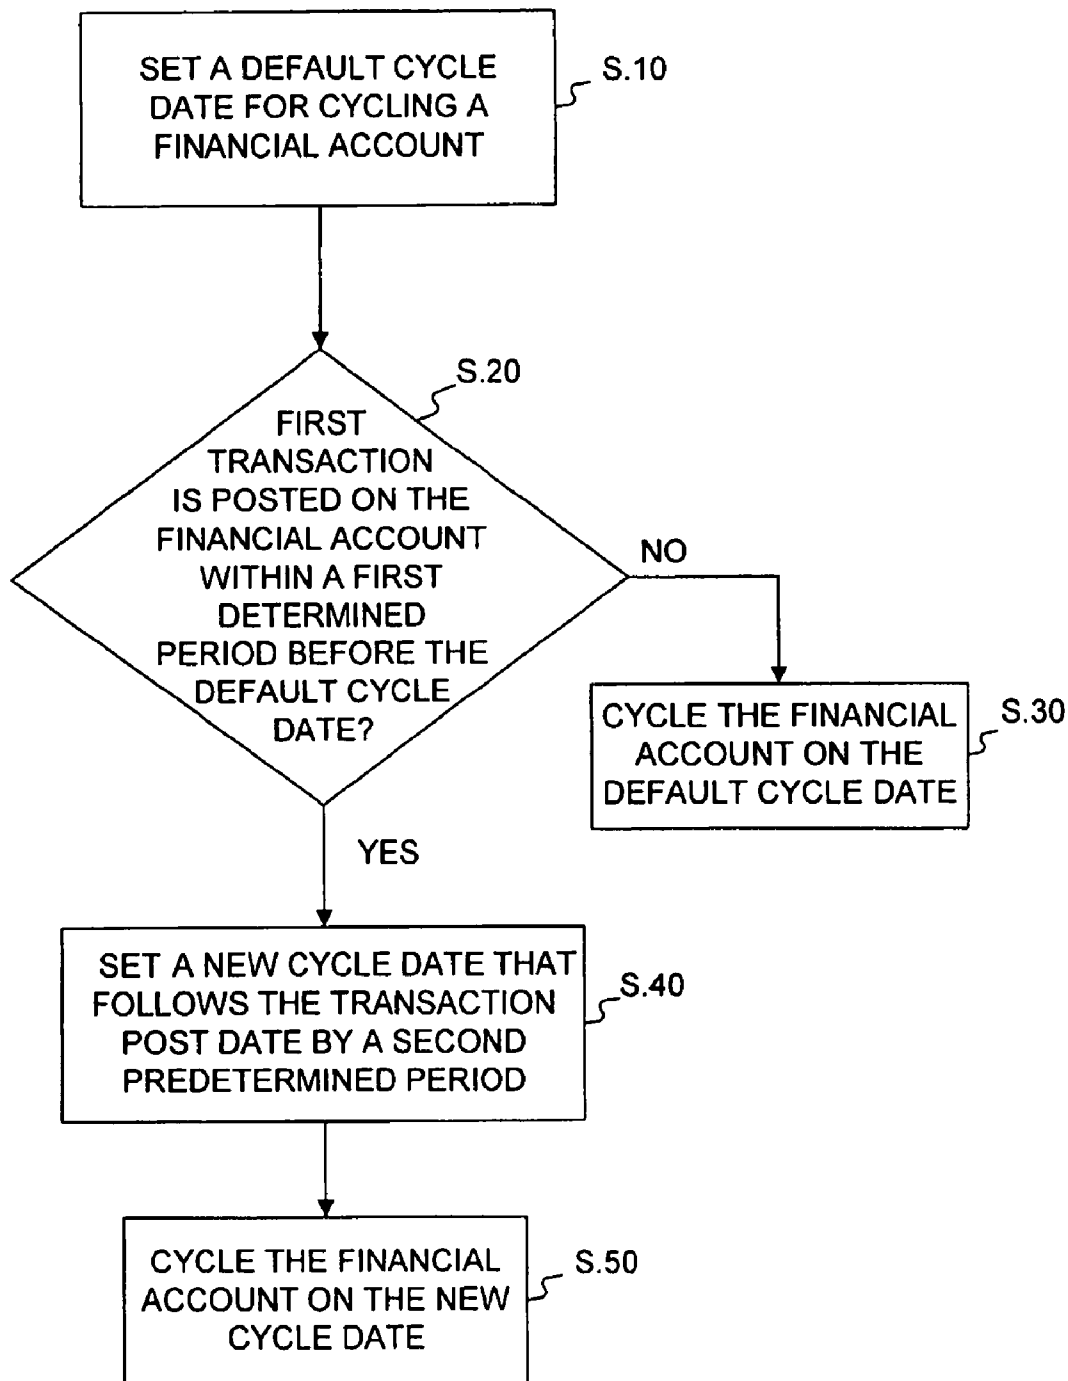 SET A DEFAULT CYCLE
DATE FOR CYCLING A
FINANCIAL ACCOUNT
S.10
S.20
FIRST
TRANSACTION
IS POSTED ON THE
FINANCIAL ACCOUNT
WITHIN A FIRST
DETERMINED
PERIOD BEFORE THE
DEFAULT CYCLE
DATE?
NO
CYCLE THE FINANCIAL
ACCOUNT ON THE
DEFAULT CYCLE DATE
S.30
YES
SET A NEW CYCLE DATE THAT
FOLLOWS THE TRANSACTION
POST DATE BY A SECOND
PREDETERMINED PERIOD
S.40
CYCLE THE FINANCIAL
ACCOUNT ON THE NEW
CYCLE DATE
S.50